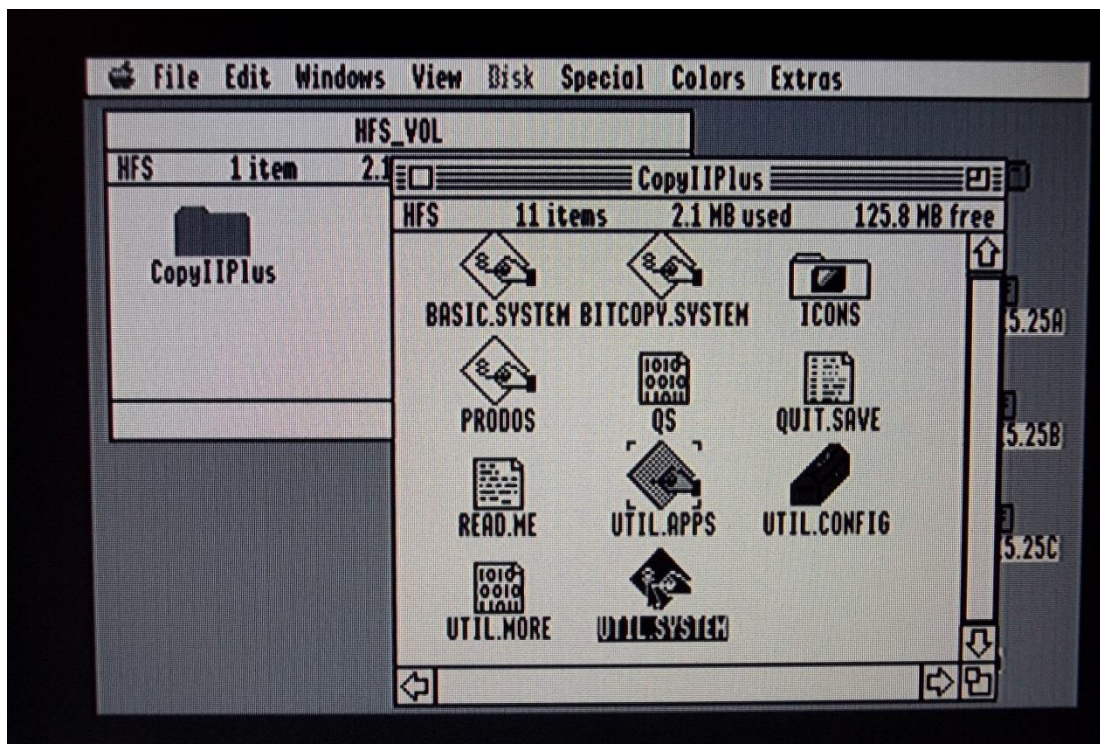 File Edit Windows View Disk Special Colors Extras
HFS_VOL
HFS 1 item 2.1
CopyIIPlus
CopyIIPlus
HFS 11 items 2.1 MB used 125.8 MB free
BASIC.SYSTEM BITCOPY.SYSTEM ICONS
PRODOS QS QUIT.SAVE
READ.ME UTIL.APPS UTIL.CONFIG
UTIL.MORE UTIL.SYSTEM
5.25A
5.25B
5.25C